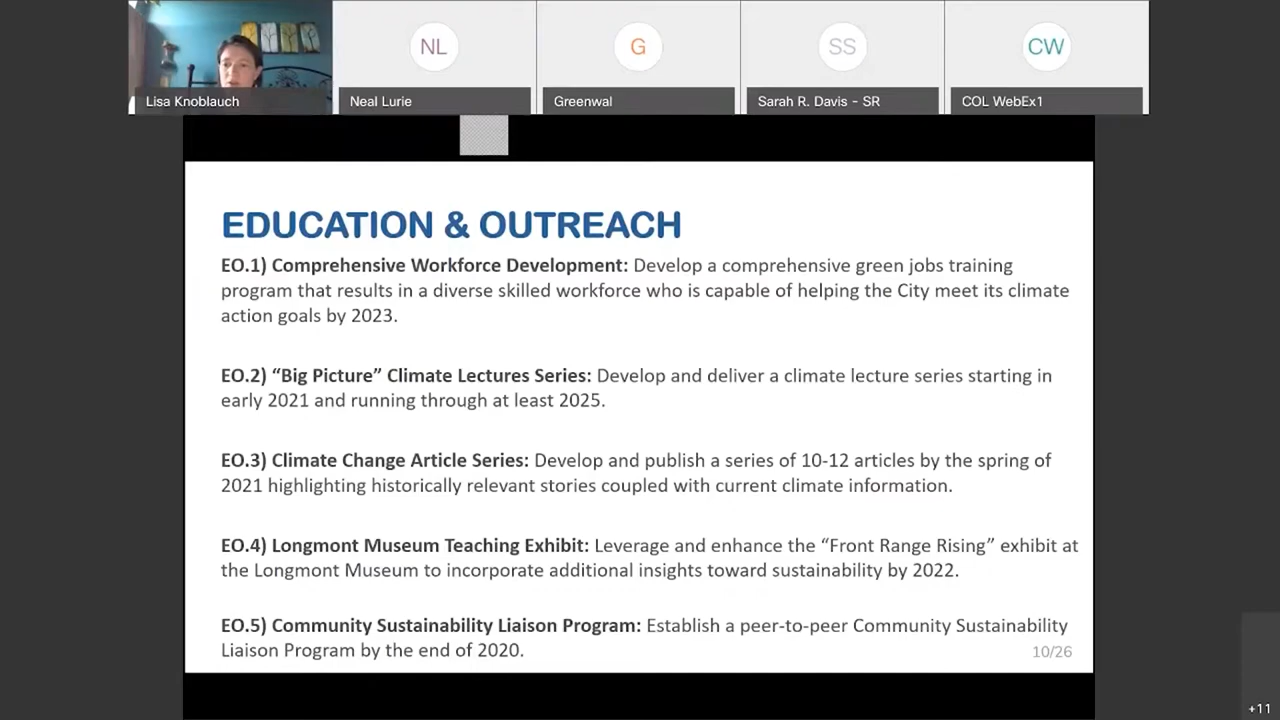 NL
G
SS
CW
Lisa Knoblauch
Neal Lurie
Greenwal
Sarah R. Davis - SR
COL WebEx1
EDUCATION & OUTREACH
EO.1) Comprehensive Workforce Development: Develop a comprehensive green jobs training
program that results in a diverse skilled workforce who is capable of helping the City meet its climate
action goals by 2023.
EO.2) “Big Picture” Climate Lectures Series: Develop and deliver a climate lecture series starting in
early 2021 and running through at least 2025.
EO.3) Climate Change Article Series: Develop and publish a series of 10-12 articles by the spring of
2021 highlighting historically relevant stories coupled with current climate information.
EO.4) Longmont Museum Teaching Exhibit: Leverage and enhance the “Front Range Rising” exhibit at
the Longmont Museum to incorporate additional insights toward sustainability by 2022.
EO.5) Community Sustainability Liaison Program: Establish a peer-to-peer Community Sustainability
Liaison Program by the end of 2020.
10/26
+11